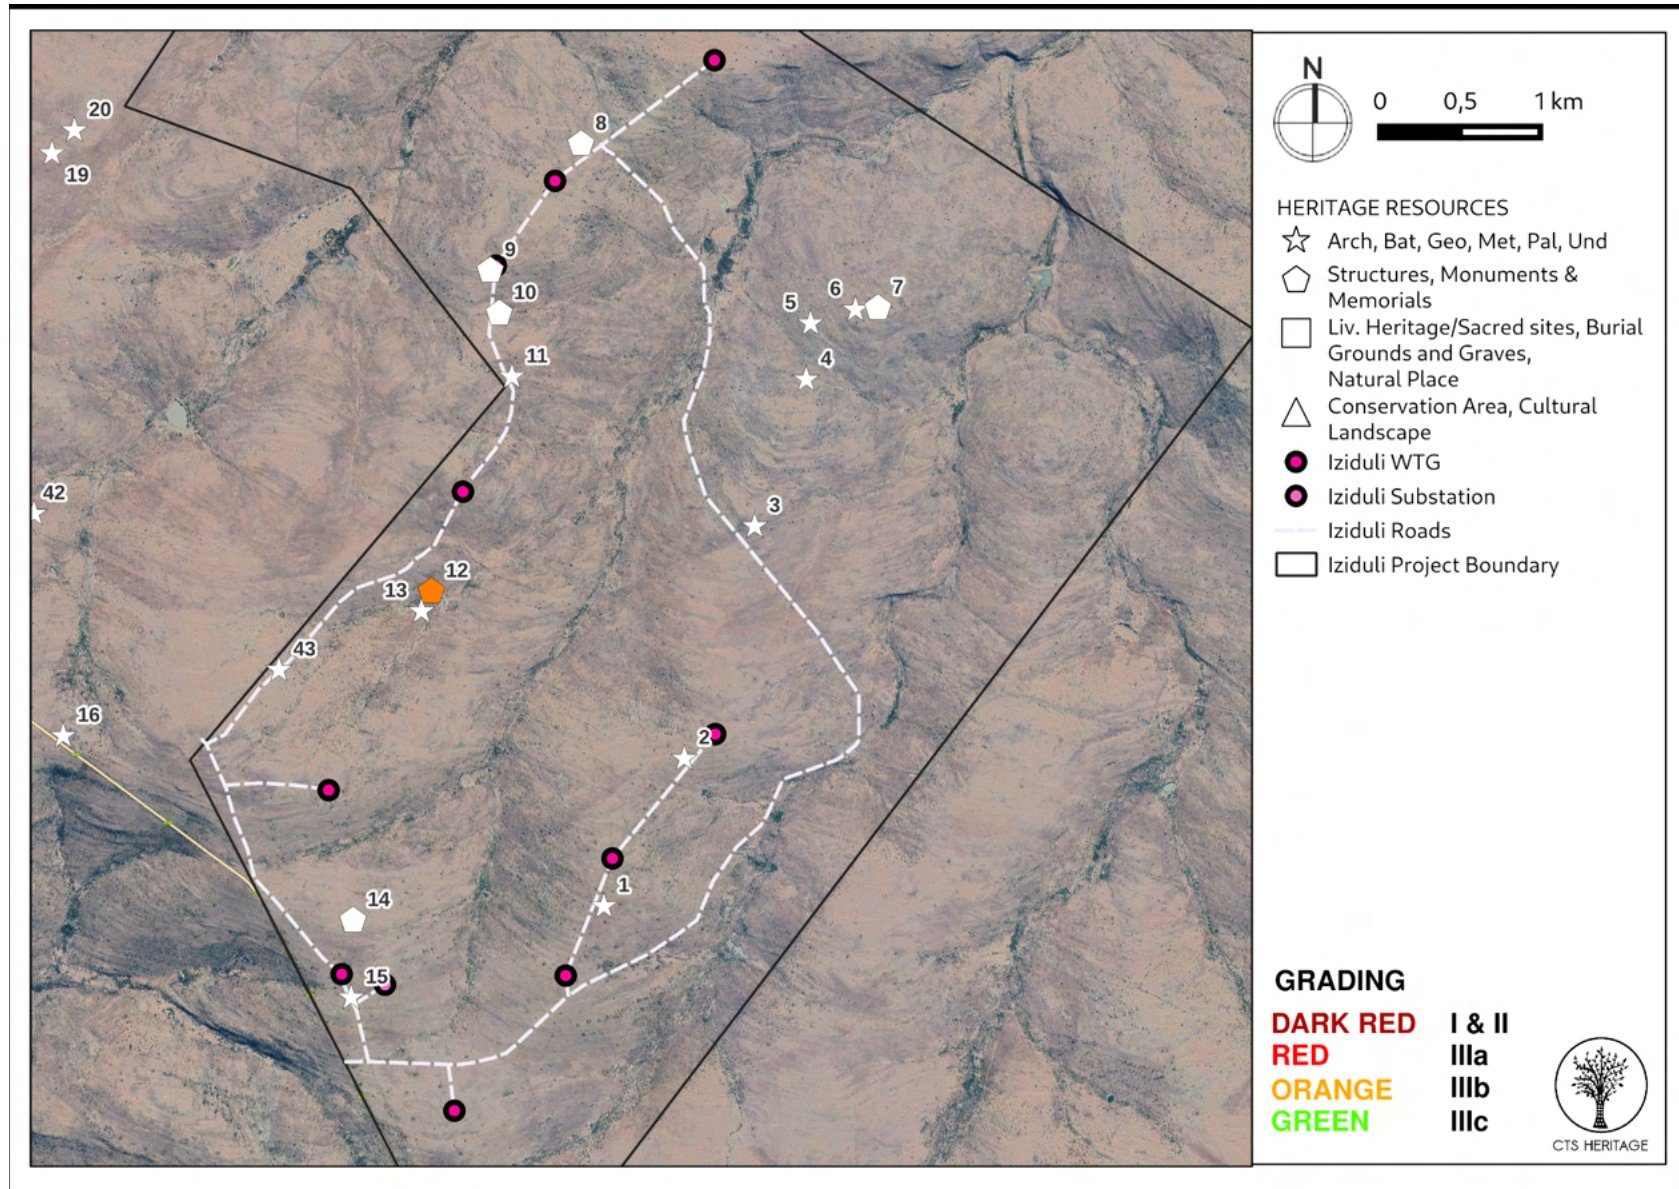 20
19
8
9
10
11
5
6
7
4
42
3
12
13
43
16
2
1
14
15
N
0 0,5 1 km
HERITAGE RESOURCES
Arch, Bat, Geo, Met, Pal, Und
Structures, Monuments &
Memorials
Liv. Heritage/Sacred sites, Burial
Grounds and Graves,
Natural Place
Conservation Area, Cultural
Landscape
Iziduli WTG
Iziduli Substation
Iziduli Roads
Iziduli Project Boundary
GRADING
DARK RED I & II
RED IIIa
ORANGE IIIb
GREEN IIIc
CTS HERITAGE